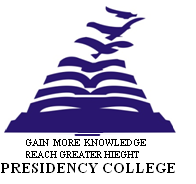 GAIN MORE KNOWLEDGE
REACH GREATER HIEGHT
PRESIDENCY COLLEGE